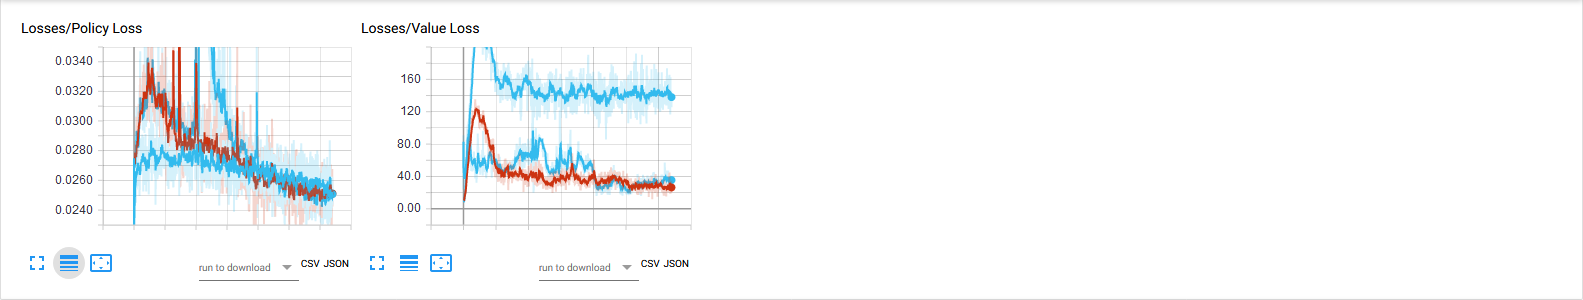 Losses/Policy Loss
0.0340
0.0320
0.0300
0.0280
0.0260
0.0240
run to download
CSV JSON
Losses/Value Loss
160
120
80.0
40.0
0.00
run to download
CSV JSON